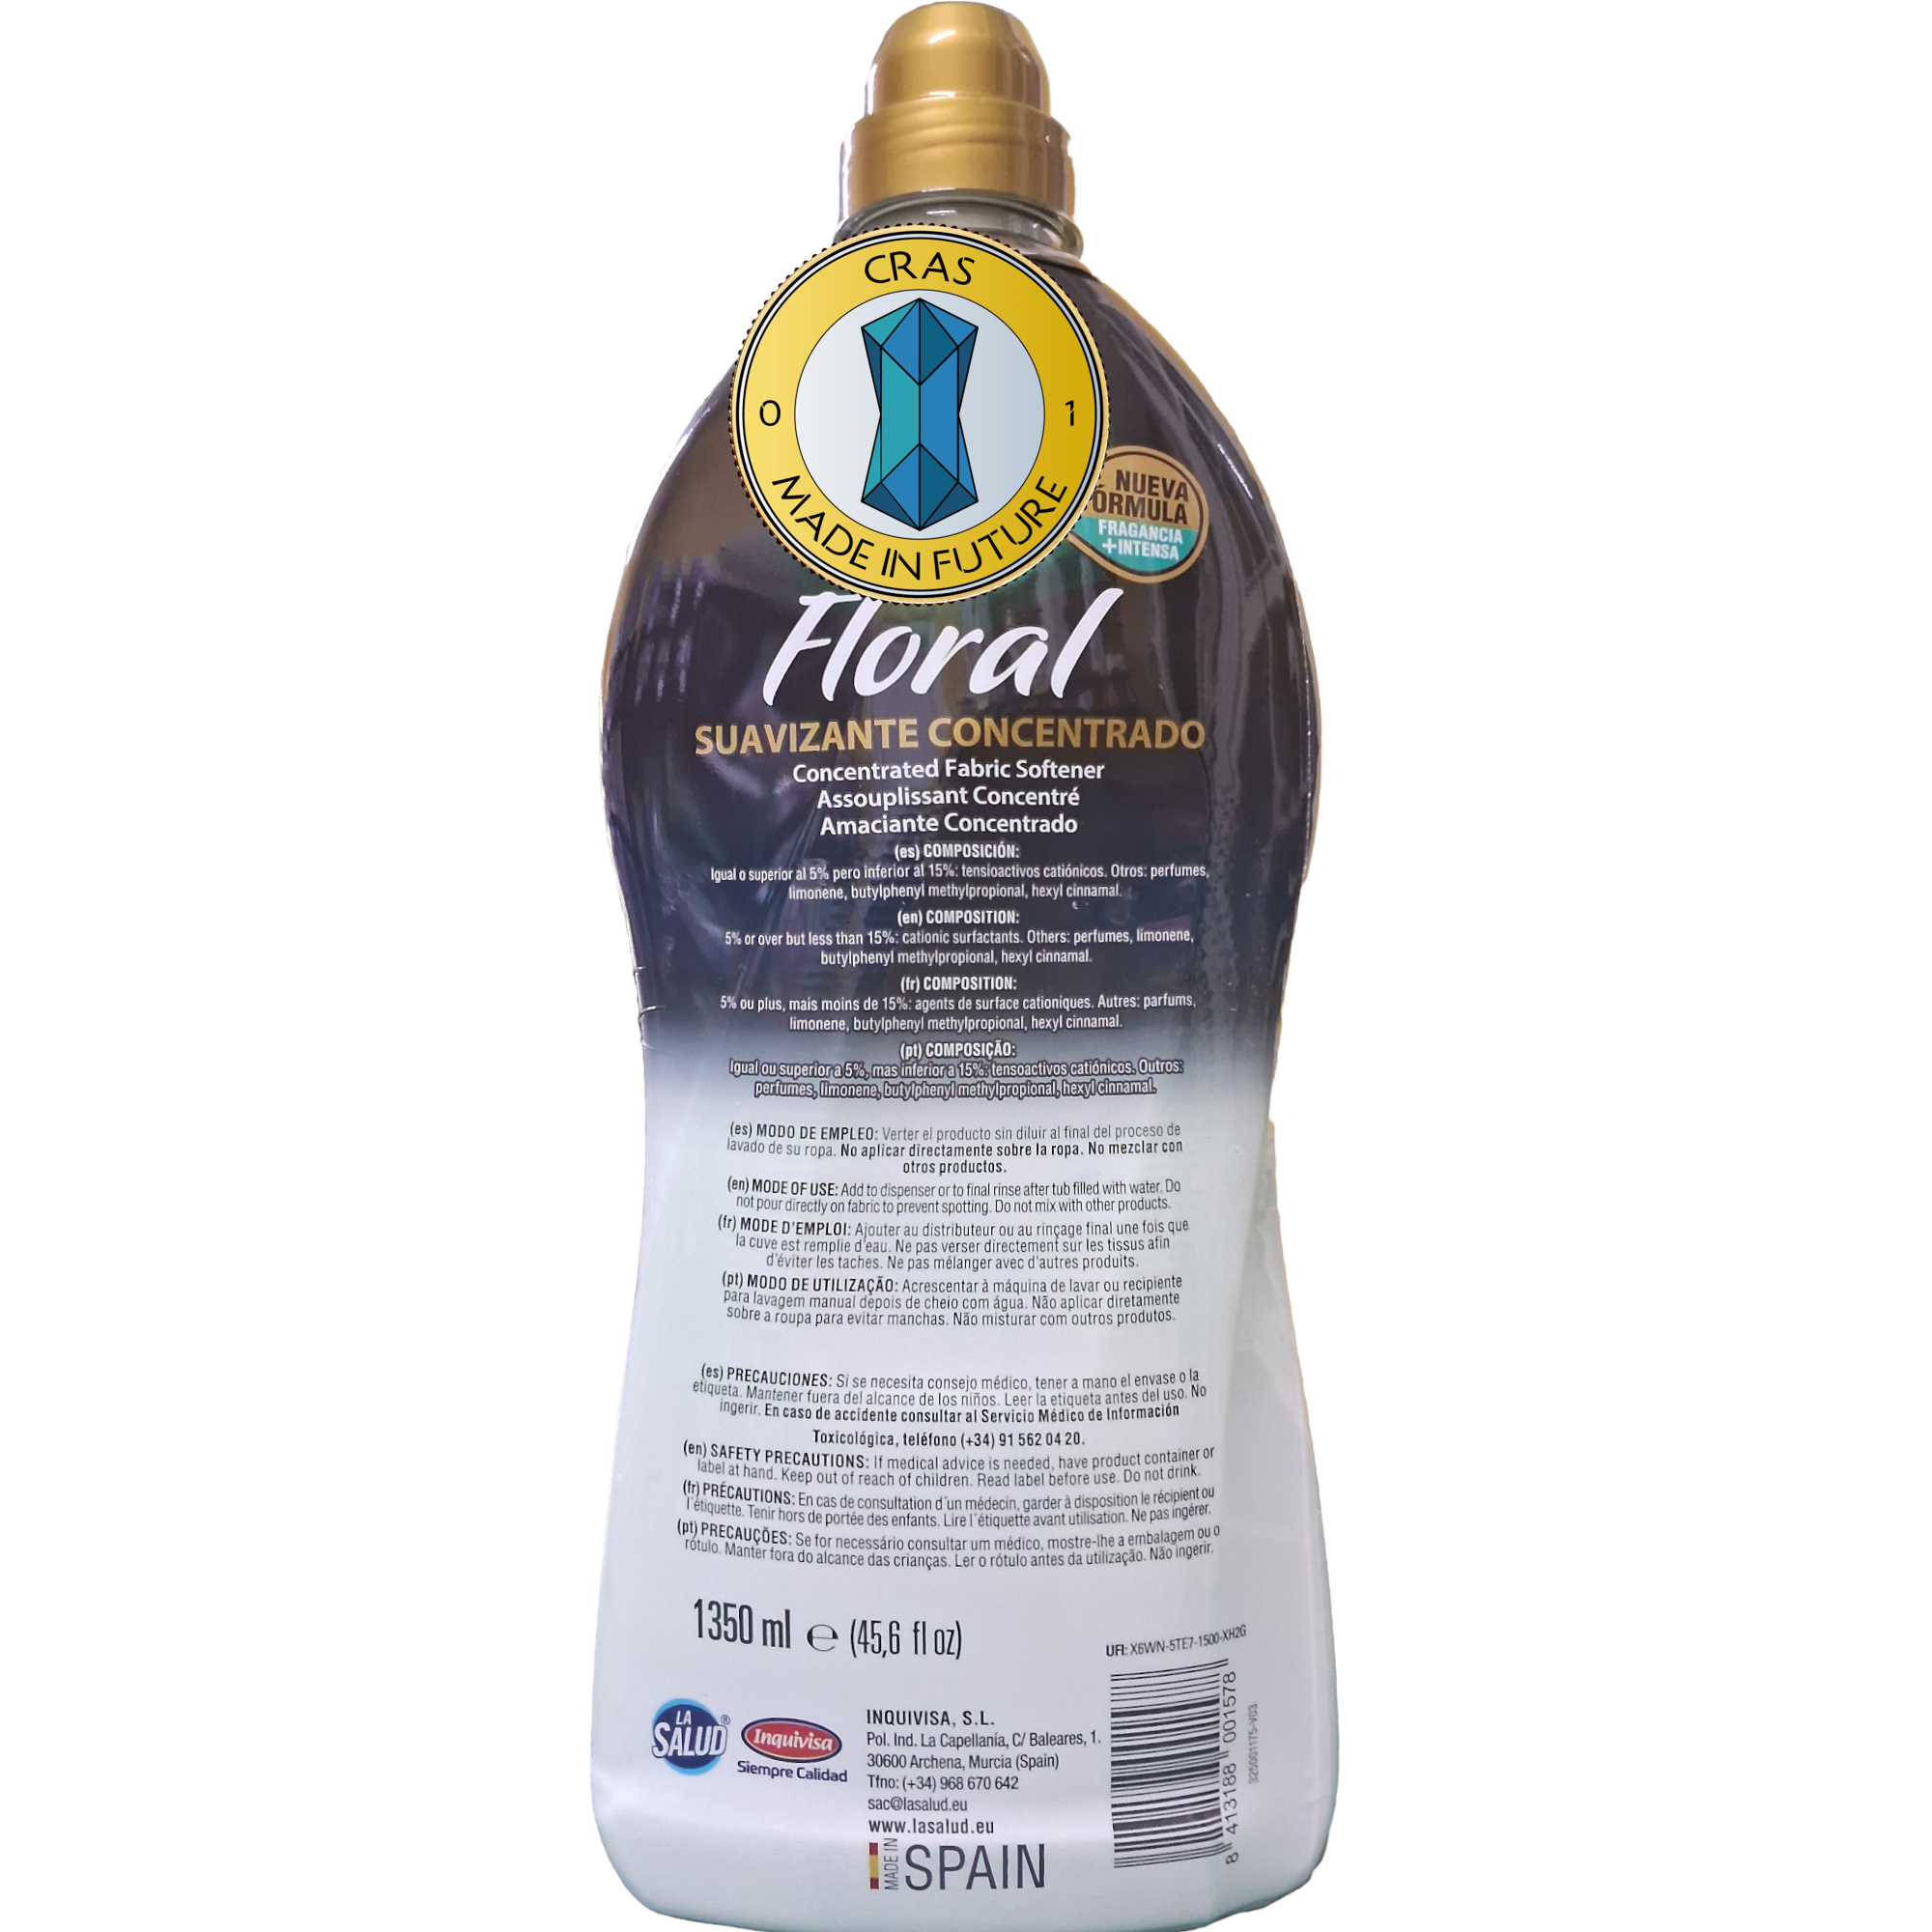 CRAS
0 1
MADE IN FUTURE
NUEVA
FÓRMULA
FRAGANCIA
+INTENSA
Floral
SUAVIZANTE CONCENTRADO
Concentrated Fabric Softener
Assouplissant Concentré
Amaciante Concentrado
(es) COMPOSICIÓN:
Igual o superior al 5% pero inferior al 15%: tensioactivos catiónicos. Otros: perfumes,
limonene, butylphenyl methylpropional, hexyl cinnamal.
(en) COMPOSITION:
5% or over but less than 15%: cationic surfactants. Others: perfumes, limonene,
butylphenyl methylpropional, hexyl cinnamal.
(fr) COMPOSITION:
5% ou plus, mais moins de 15%: agents de surface cationiques. Autres: parfums,
limonene, butylphenyl methylpropional, hexyl cinnamal.
(pt) COMPOSIÇÃO:
Igual ou superior a 5%, mas inferior a 15%: tensoactivos catiónicos. Outros:
perfumes, limonene, butylphenyl methylpropional, hexyl cinnamal.
(es) MODO DE EMPLEO: Verter el producto sin diluir al final del proceso de
lavado de su ropa. No aplicar directamente sobre la ropa. No mezclar con
otros productos.
(en) MODE OF USE: Add to dispenser or to final rinse after tub filled with water. Do
not pour directly on fabric to prevent spotting. Do not mix with other products.
(fr) MODE D'EMPLOI: Ajouter au distributeur ou au rinçage final une fois que
la cuve est remplie d'eau. Ne pas verser directement sur les tissus afin
d'éviter les taches. Ne pas mélanger avec d'autres produits.
(pt) MODO DE UTILIZAÇÃO: Acrescentar à máquina de lavar ou recipiente
para lavagem manual depois de cheio com água. Não aplicar diretamente
sobre a roupa para evitar manchas. Não misturar com outros produtos.
(es) PRECAUCIONES: Si se necesita consejo médico, tener a mano el envase o la
etiqueta. Mantener fuera del alcance de los niños. Leer la etiqueta antes del uso. No
ingerir. En caso de accidente consultar al Servicio Médico de Información
Toxicológica, teléfono (+34) 91 562 04 20.
(en) SAFETY PRECAUTIONS: If medical advice is needed, have product container or
label at hand. Keep out of reach of children. Read label before use. Do not drink.
(fr) PRÉCAUTIONS: En cas de consultation d´un médecin, garder à disposition le récipient ou
l´étiquette. Tenir hors de portée des enfants. Lire l´étiquette avant utilisation. Ne pas ingérer.
(pt) PRECAUÇÕES: Se for necessário consultar um médico, mostre-lhe a embalagem ou o
rótulo. Manter fora do alcance das crianças. Ler o rótulo antes da utilização. Não ingerir.
1350 ml e (45,6 fl oz)
UFI: X6WN-5TE7-1500-XH2G
LA
SALUD®
Inquivisa
Siempre Calidad
INQUIVISA, S.L.
Pol. Ind. La Capellanía, C/ Baleares, 1.
30600 Archena, Murcia (Spain)
Tfno: (+34) 968 670 642
sac@lasalud.eu
www.lasalud.eu
MADE IN
SPAIN
8 413188 001578
325001175-V03